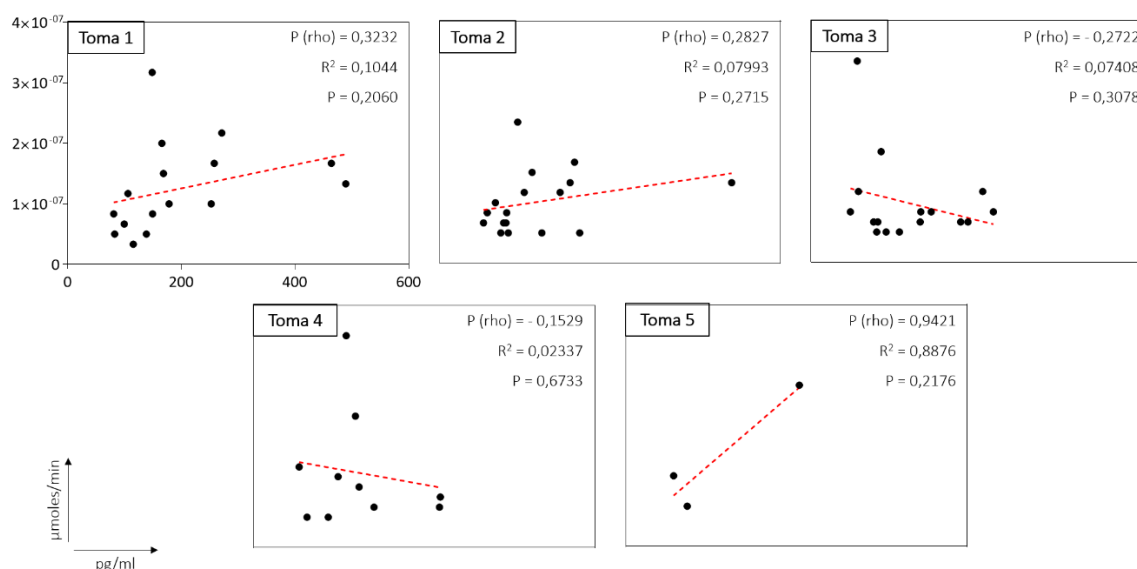 Toma 1
P (rho) = 0,3232
R² = 0,1044
P = 0,2060
4×10⁻⁰⁷
3×10⁻⁰⁷
2×10⁻⁰⁷
1×10⁻⁰⁷
0
0 200 400 600
Toma 2
P (rho) = 0,2827
R² = 0,07993
P = 0,2715
Toma 3
P (rho) = - 0,2722
R² = 0,07408
P = 0,3078
Toma 4
P (rho) = - 0,1529
R² = 0,02337
P = 0,6733
Toma 5
P (rho) = 0,9421
R² = 0,8876
P = 0,2176
µmoles/min
pg/ml